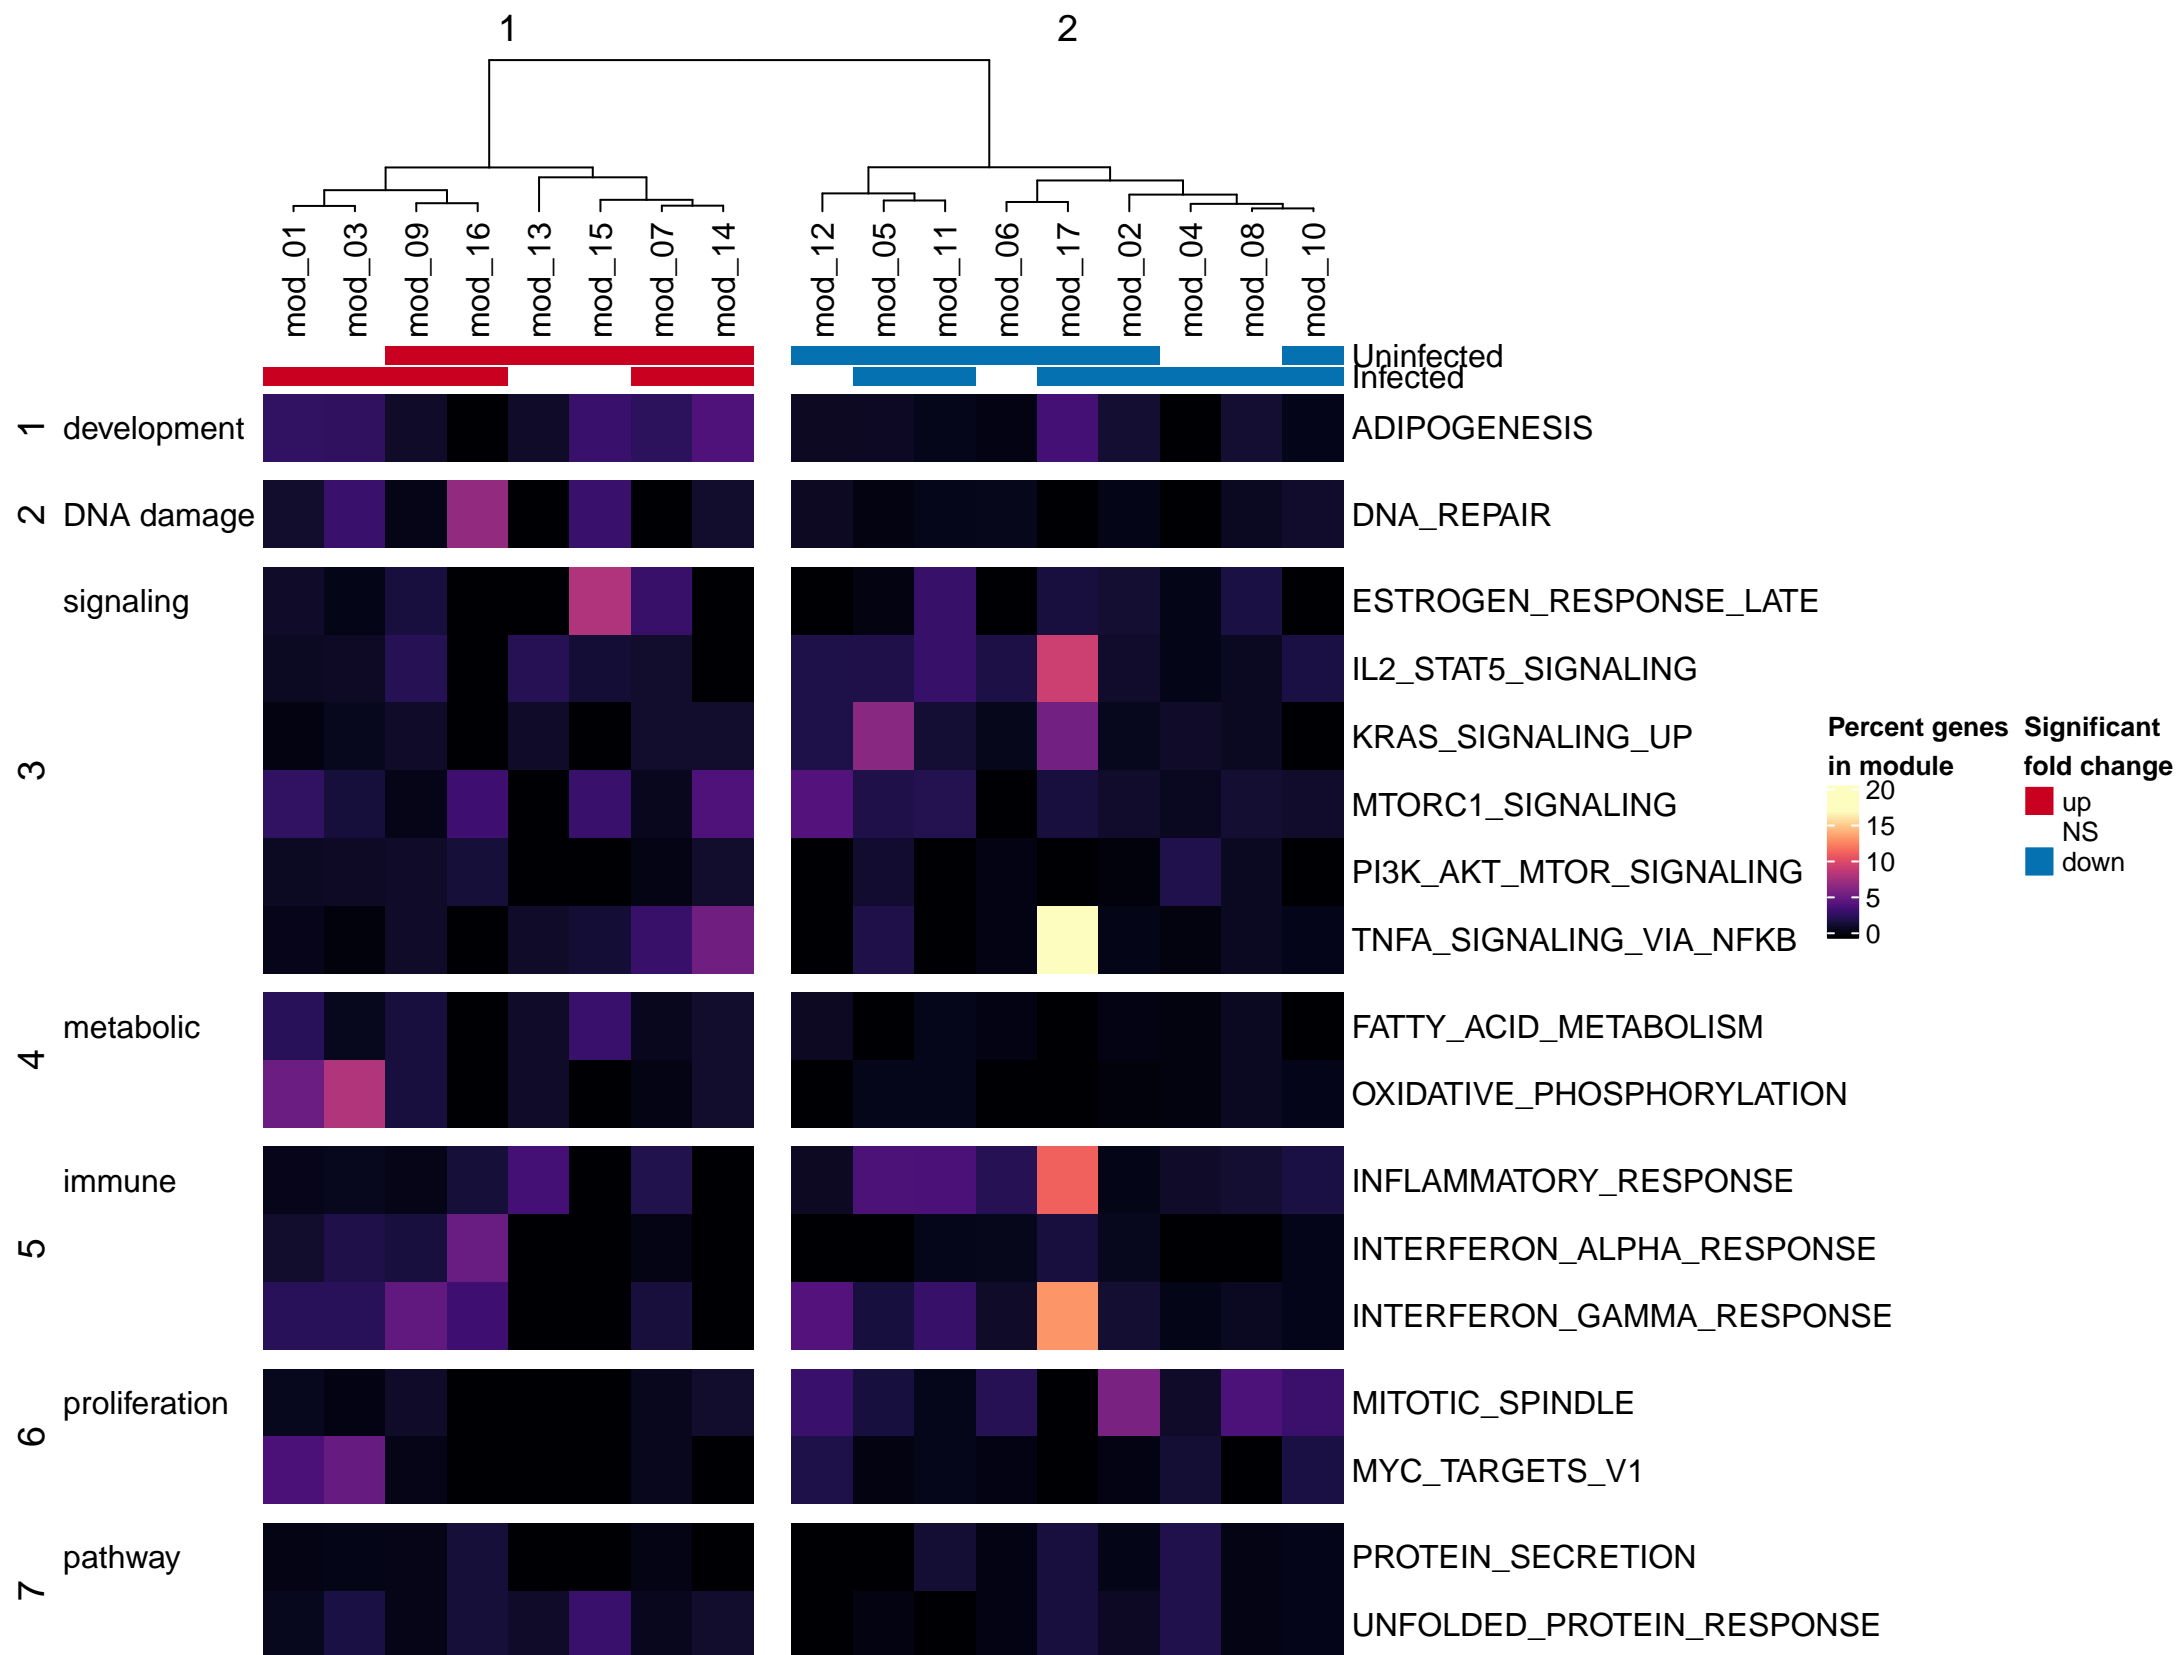 1
2
mod_01
mod_03
mod_09
mod_16
mod_13
mod_15
mod_07
mod_14
mod_12
mod_05
mod_11
mod_06
mod_17
mod_02
mod_04
mod_08
mod_10
Uninfected
Infected
1
development
ADIPOGENESIS
2
DNA damage
DNA_REPAIR
3
signaling
ESTROGEN_RESPONSE_LATE
IL2_STAT5_SIGNALING
KRAS_SIGNALING_UP
MTORC1_SIGNALING
PI3K_AKT_MTOR_SIGNALING
TNFA_SIGNALING_VIA_NFKB
4
metabolic
FATTY_ACID_METABOLISM
OXIDATIVE_PHOSPHORYLATION
5
immune
INFLAMMATORY_RESPONSE
INTERFERON_ALPHA_RESPONSE
INTERFERON_GAMMA_RESPONSE
6
proliferation
MITOTIC_SPINDLE
MYC_TARGETS_V1
7
pathway
PROTEIN_SECRETION
UNFOLDED_PROTEIN_RESPONSE
Percent genes
in module
20
15
10
5
0
Significant
fold change
up
NS
down